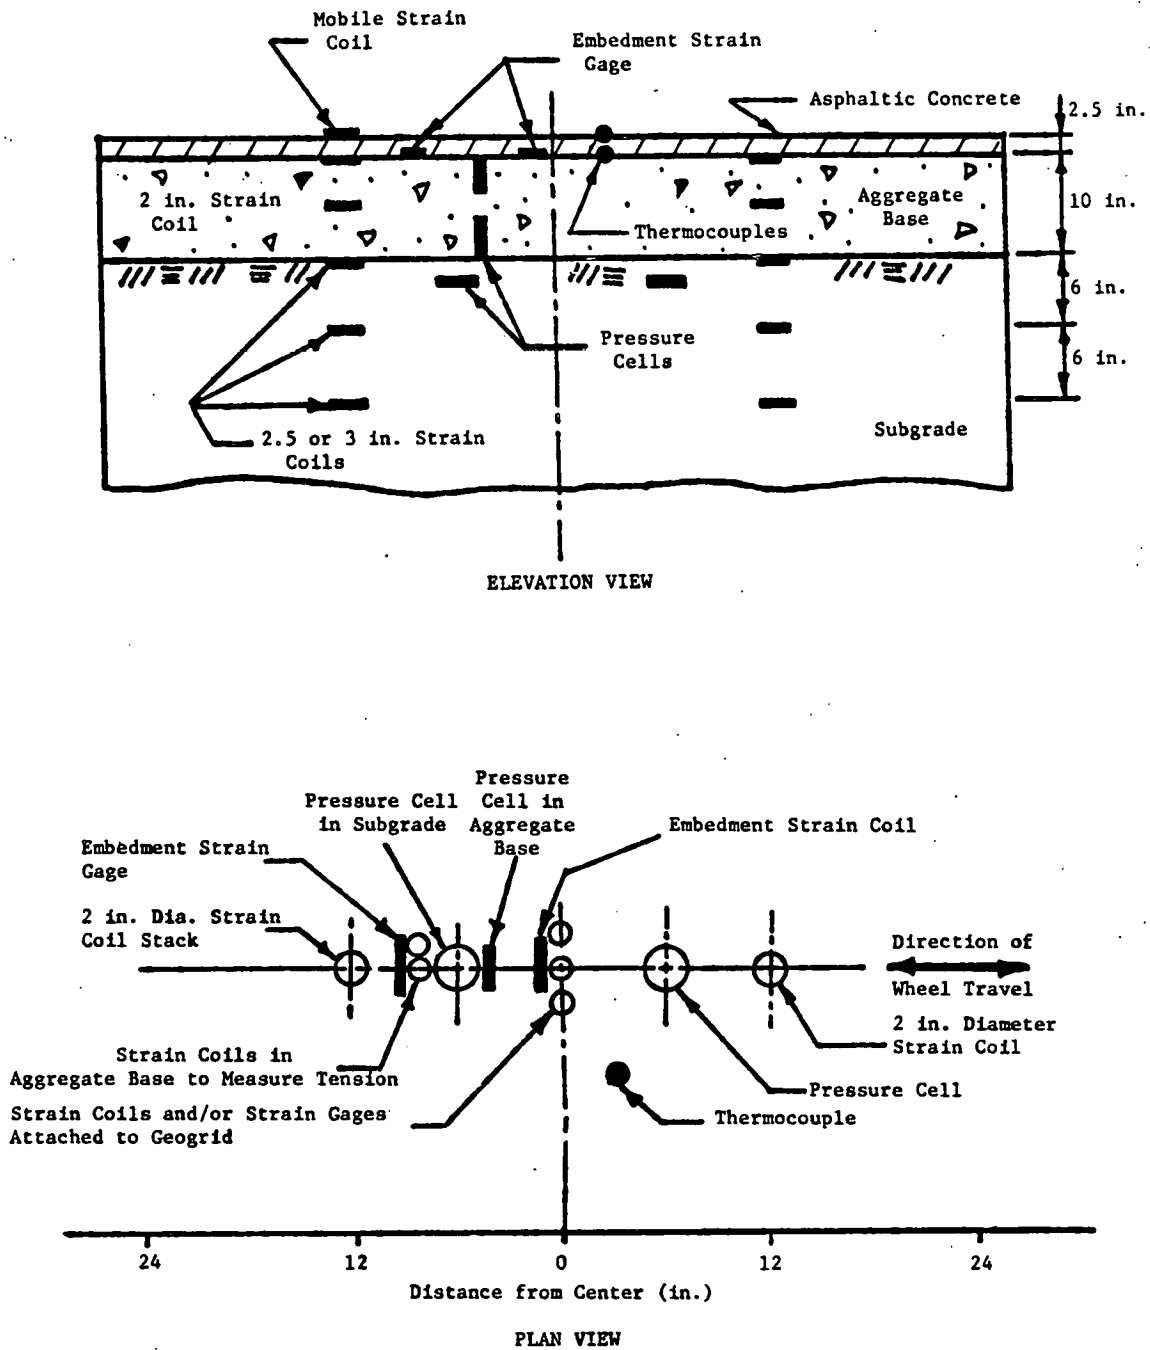 Mobile Strain
Coil
Embedment Strain
Gage
Asphaltic Concrete
2.5 in.
2 in. Strain
Coil
Aggregate
Base
10 in.
Thermocouples
6 in.
Pressure
Cells
6 in.
2.5 or 3 in. Strain
Coils
Subgrade
ELEVATION VIEW
Pressure
Cell in
Aggregate
Base
Pressure Cell
in Subgrade
Embedment Strain Coil
Embedment Strain
Gage
2 in. Dia. Strain
Coil Stack
Direction of
Wheel Travel
2 in. Diameter
Strain Coil
Strain Coils in
Aggregate Base to Measure Tension
Pressure Cell
Strain Coils and/or Strain Gages
Attached to Geogrid
Thermocouple
24 12 0 12 24
Distance from Center (in.)
PLAN VIEW